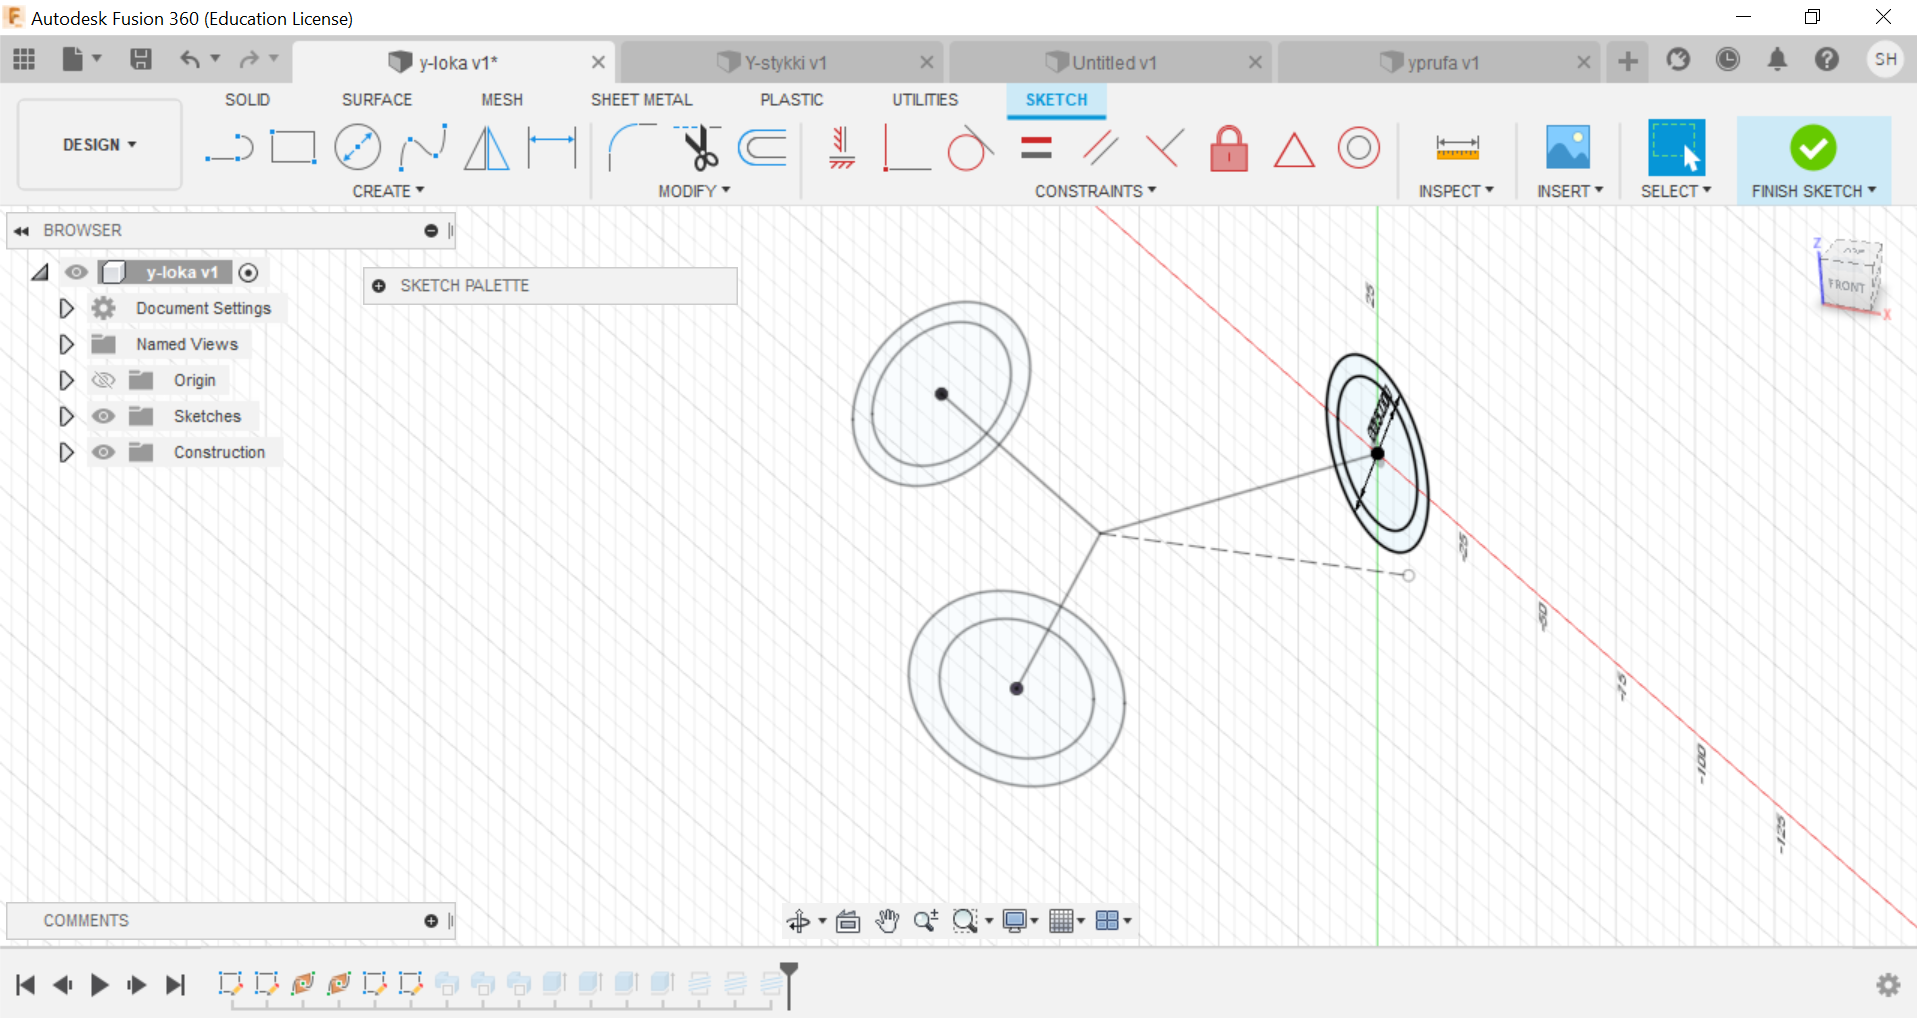 Autodesk Fusion 360 (Education License)
y-loka v1*
Y-stykki v1
Untitled v1
yprufa v1
SH
SOLID
SURFACE
MESH
SHEET METAL
PLASTIC
UTILITIES
SKETCH
DESIGN
CREATE
MODIFY
CONSTRAINTS
INSPECT
INSERT
SELECT
FINISH SKETCH
BROWSER
y-loka v1
SKETCH PALETTE
Document Settings
Named Views
Origin
Sketches
Construction
Z
FRONT
X
25
-25
-50
-75
-100
-125
COMMENTS